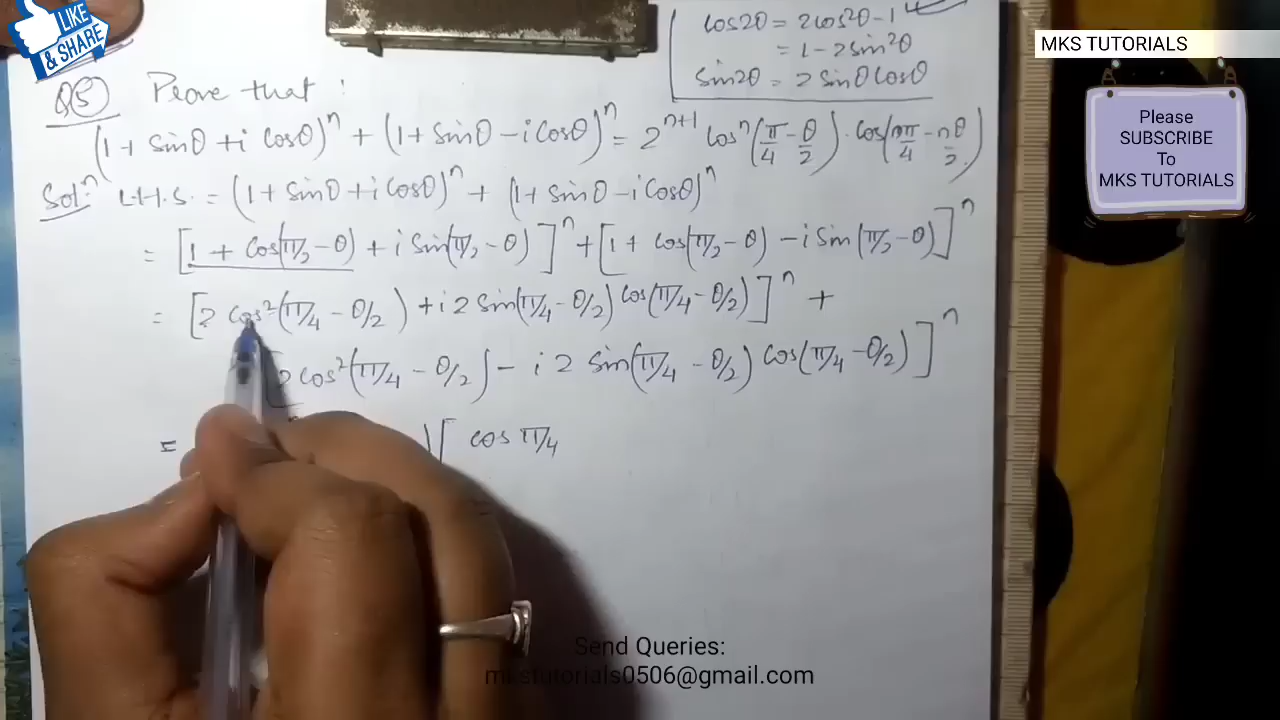 LIKE
& SHARE
cos2θ = 2cos²θ-1
= 1-2sin²θ
sin2θ = 2 sinθ cosθ
MKS TUTORIALS
Please
SUBSCRIBE
To
MKS TUTORIALS
Q5) Prove that :
(1 + sinθ + i cosθ)ⁿ + (1 + sinθ - i cosθ)ⁿ = 2ⁿ⁺¹ cosⁿ(π/4 - θ/2) . cos(nπ/4 - nθ/2)
Solⁿ:- L.H.S. = (1 + sinθ + i cosθ)ⁿ + (1 + sinθ - i cosθ)ⁿ
= [1 + cos(π/2 - θ) + i sin(π/2 - θ)]ⁿ + [1 + cos(π/2 - θ) - i sin(π/2 - θ)]ⁿ
= [2 cos²(π/4 - θ/2) + i 2 sin(π/4 - θ/2) cos(π/4 - θ/2)]ⁿ +
[2 cos²(π/4 - θ/2) - i 2 sin(π/4 - θ/2) cos(π/4 - θ/2)]ⁿ
= ) [ cos π/4
Send Queries:
mkstutorials0506@gmail.com